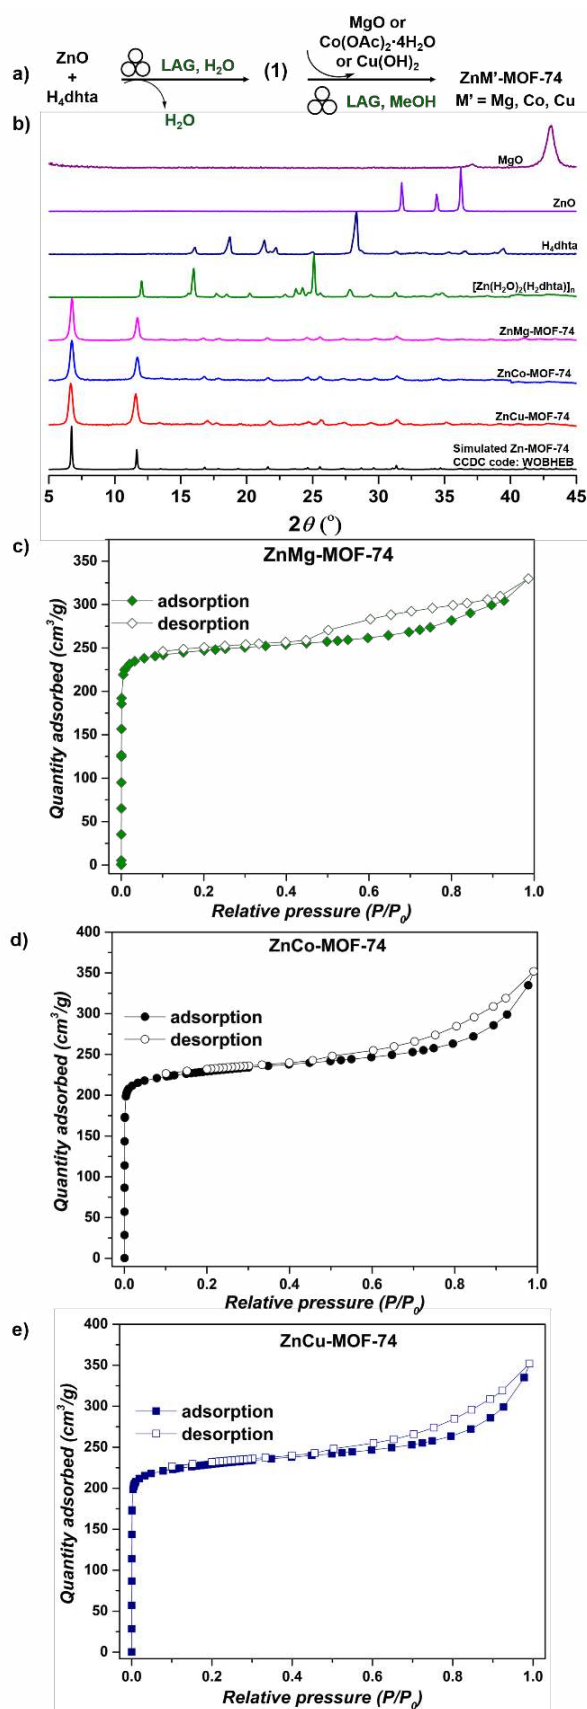 a)
ZnO
+
H4dhta
LAG, H2O
H2O
(1)
MgO or
Co(OAc)2·4H2O
or Cu(OH)2
LAG, MeOH
ZnM'-MOF-74
M' = Mg, Co, Cu
b)
MgO
ZnO
H4dhta
[Zn(H2O)2(H2dhta)]n
ZnMg-MOF-74
ZnCo-MOF-74
ZnCu-MOF-74
Simulated Zn-MOF-74
CCDC code: WOBHEB
5 10 15 20 25 30 35 40 45
2θ (°)
c)
ZnMg-MOF-74
adsorption
desorption
Quantity adsorbed (cm³/g)
350
300
250
200
150
100
50
0
0.0 0.2 0.4 0.6 0.8 1.0
Relative pressure (P/P0)
d)
ZnCo-MOF-74
adsorption
desorption
Quantity adsorbed (cm³/g)
400
350
300
250
200
150
100
50
0
0.0 0.2 0.4 0.6 0.8 1.0
Relative pressure (P/P0)
e)
ZnCu-MOF-74
adsorption
desorption
Quantity adsorbed (cm³/g)
400
350
300
250
200
150
100
50
0
0.0 0.2 0.4 0.6 0.8 1.0
Relative pressure (P/P0)